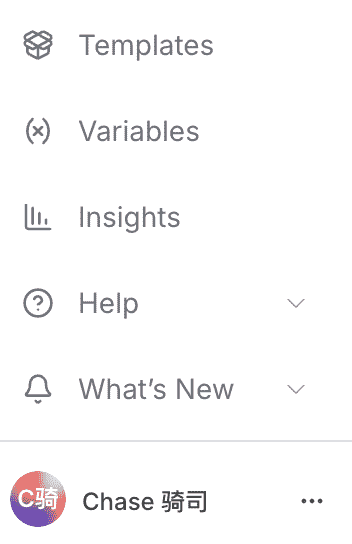 Templates
Variables
Insights
Help
What’s New
C骑 Chase 骑司